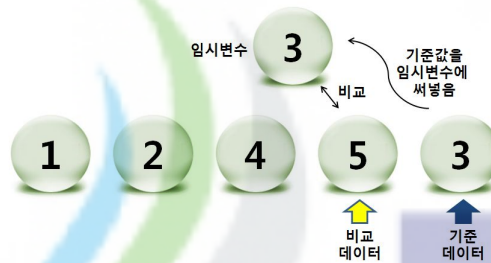 임시변수
3
기준값을
임시변수에
써넣음
비교
1 2 4 5 3
비교
데이터
기준
데이터